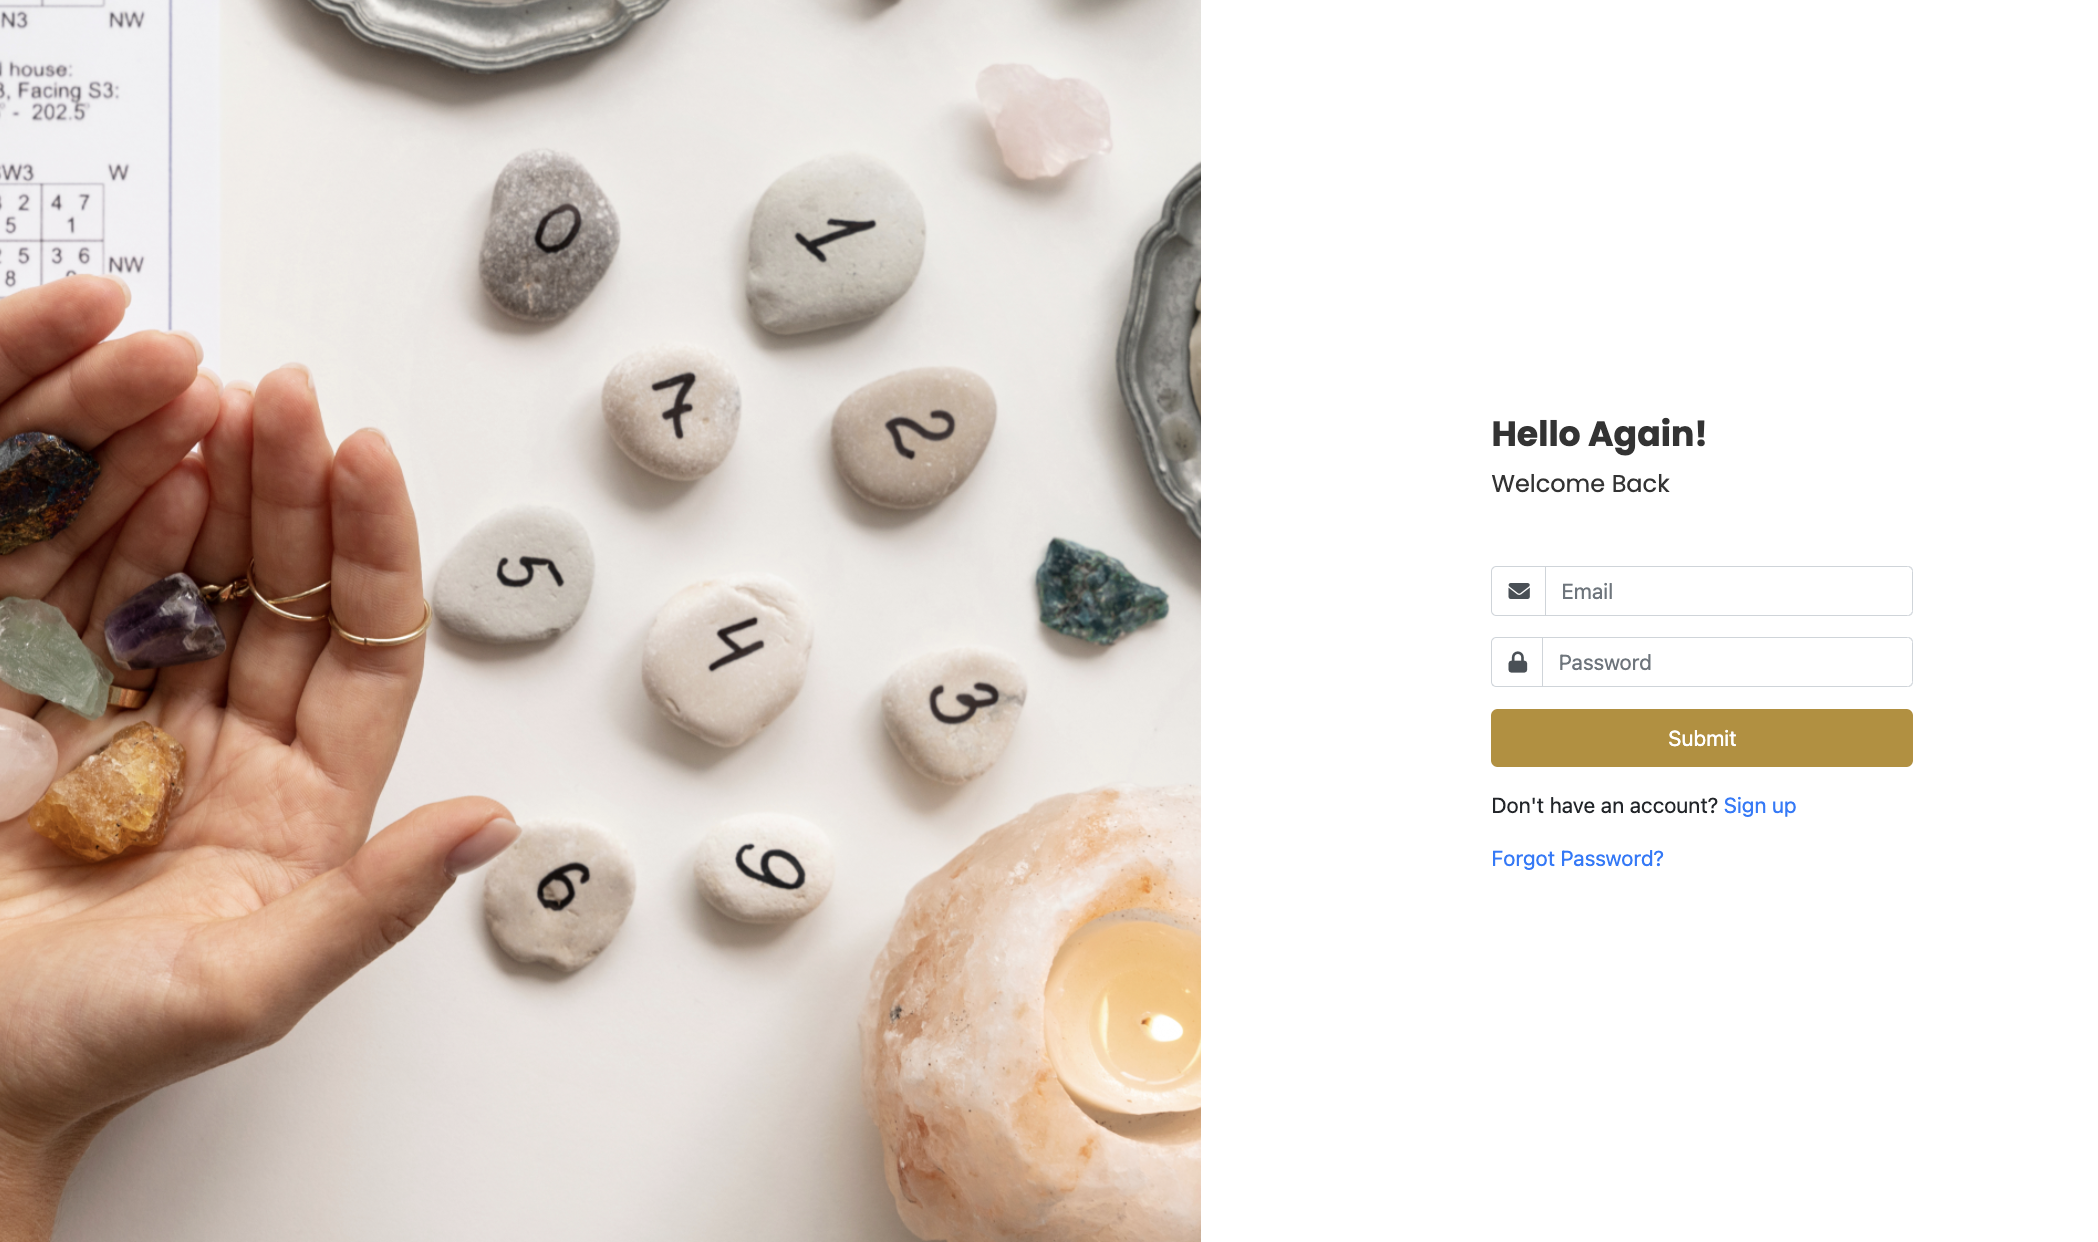 N3 NW
house:
, Facing S3:
- 202.5°
W3 W
2 4 7
5 1
5 3 6
NW
8
0
1
7
2
5
4
3
6
9
Hello Again!
Welcome Back
Email
Password
Submit
Don't have an account? Sign up
Forgot Password?